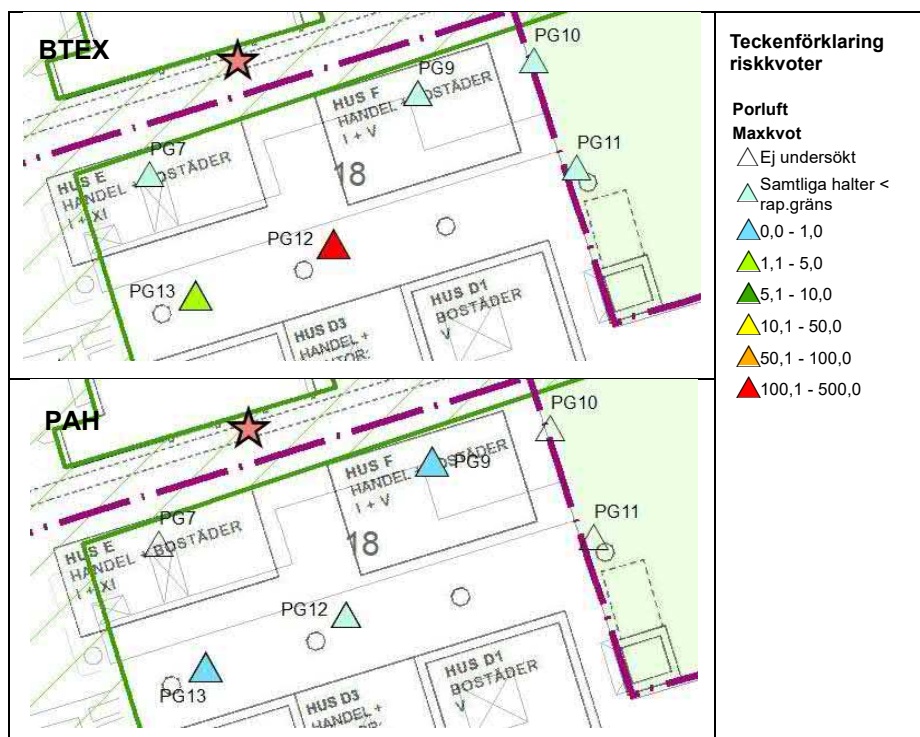 BTEX
PG10
PG9
HUS F
HANDEL + BOSTÄDER
I + V
PG7
HUS E
HANDEL + BOSTÄDER
I + XI
18
PG11
PG12
PG13
HUS D1
BOSTÄDER
V
HUS D3
HANDEL +
PAH
PG10
PG9
HUS F
HANDEL + BOSTÄDER
I + V
PG7
HUS E
HANDEL + BOSTÄDER
I + XI
18
PG11
PG12
PG13
HUS D1
BOSTÄDER
V
HUS D3
HANDEL +
Teckenförklaring
riskkvoter
Porluft
Maxkvot
Ej undersökt
Samtliga halter <
rap.gräns
0,0 - 1,0
1,1 - 5,0
5,1 - 10,0
10,1 - 50,0
50,1 - 100,0
100,1 - 500,0